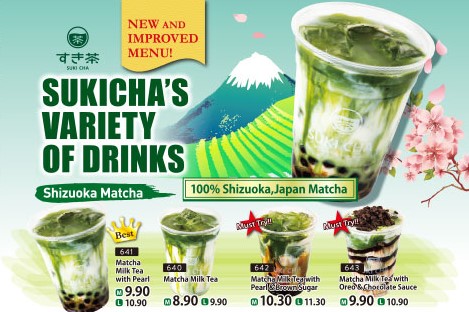 NEW AND
IMPROVED
MENU!
茶
すき茶
SUKI CHA
SUKICHA'S
VARIETY
OF DRINKS
SUKI CHA
Shizuoka Matcha
100% Shizuoka,Japan Matcha
Best
641
Matcha
Milk Tea
with Pearl
M 9.90
L 10.90
640
Matcha Milk Tea
M 8.90 L 9.90
Must Try!!
642
Matcha Milk Tea with
Pearl & Brown Sugar
M 10.30 L 11.30
Must Try!!
643
Matcha Milk Tea with
Oreo & Chocolate Sauce
M 9.90 L 10.90